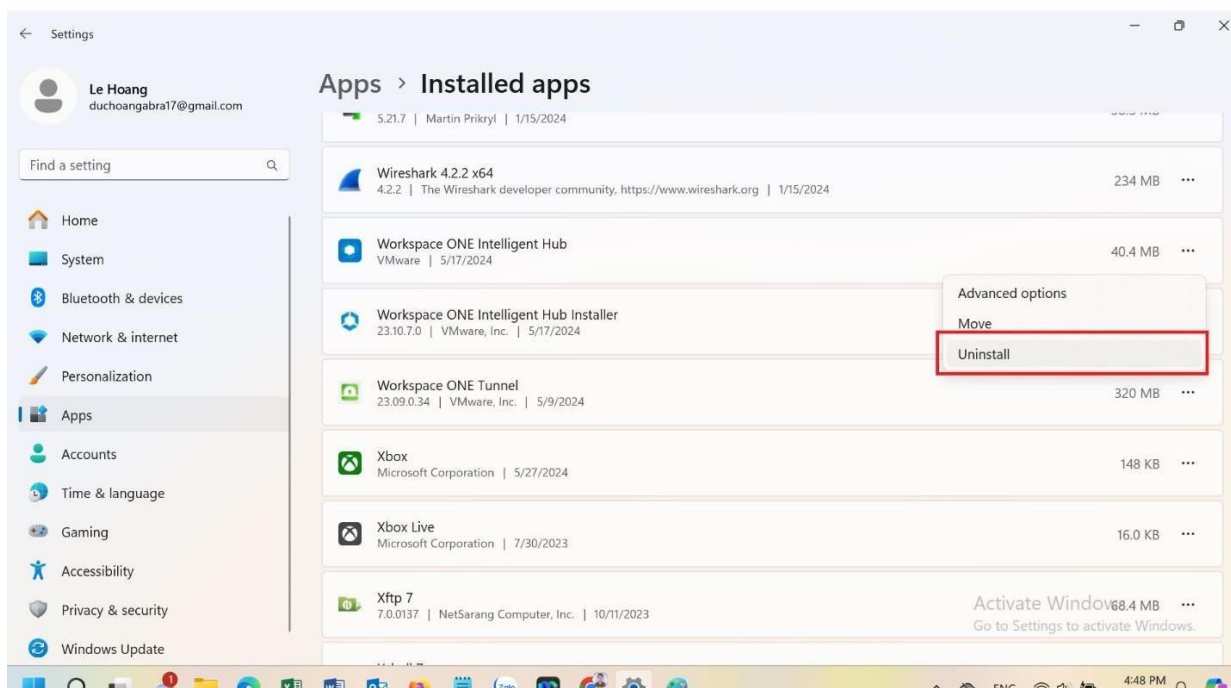 Settings
Le Hoang
duchoangabra17@gmail.com
Find a setting
Home
System
Bluetooth & devices
Network & internet
Personalization
Apps
Accounts
Time & language
Gaming
Accessibility
Privacy & security
Windows Update
Apps > Installed apps
5.21.7 | Martin Prikryl | 1/15/2024
Wireshark 4.2.2 x64
4.2.2 | The Wireshark developer community, https://www.wireshark.org | 1/15/2024
234 MB
Workspace ONE Intelligent Hub
VMware | 5/17/2024
40.4 MB
Advanced options
Move
Uninstall
Workspace ONE Intelligent Hub Installer
23.10.7.0 | VMware, Inc. | 5/17/2024
Workspace ONE Tunnel
23.09.0.34 | VMware, Inc. | 5/9/2024
320 MB
Xbox
Microsoft Corporation | 5/27/2024
148 KB
Xbox Live
Microsoft Corporation | 7/30/2023
16.0 KB
Xftp 7
7.0.0137 | NetSarang Computer, Inc. | 10/11/2023
68.4 MB
Activate Windows
Go to Settings to activate Windows.
1
Zalo
ENG
4:48 PM